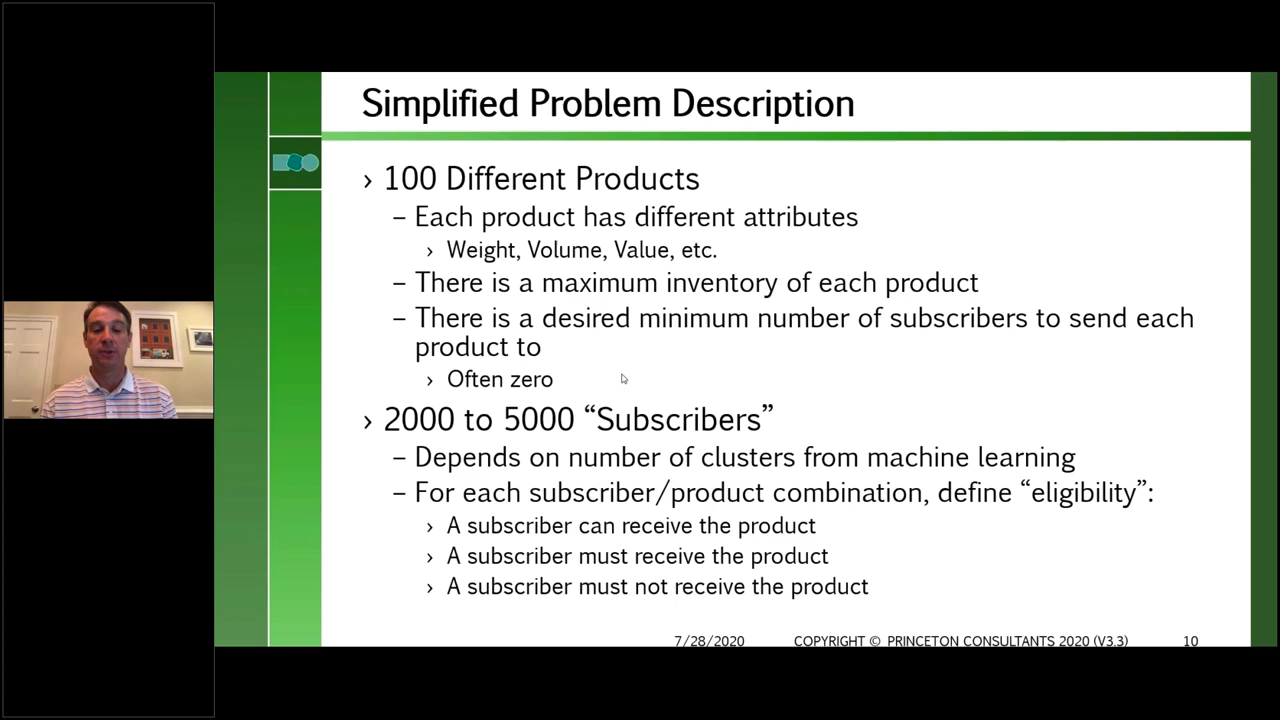 Simplified Problem Description
› 100 Different Products
– Each product has different attributes
› Weight, Volume, Value, etc.
– There is a maximum inventory of each product
– There is a desired minimum number of subscribers to send each
product to
› Often zero
› 2000 to 5000 “Subscribers”
– Depends on number of clusters from machine learning
– For each subscriber/product combination, define “eligibility”:
› A subscriber can receive the product
› A subscriber must receive the product
› A subscriber must not receive the product
7/28/2020 COPYRIGHT © PRINCETON CONSULTANTS 2020 (V3.3) 10